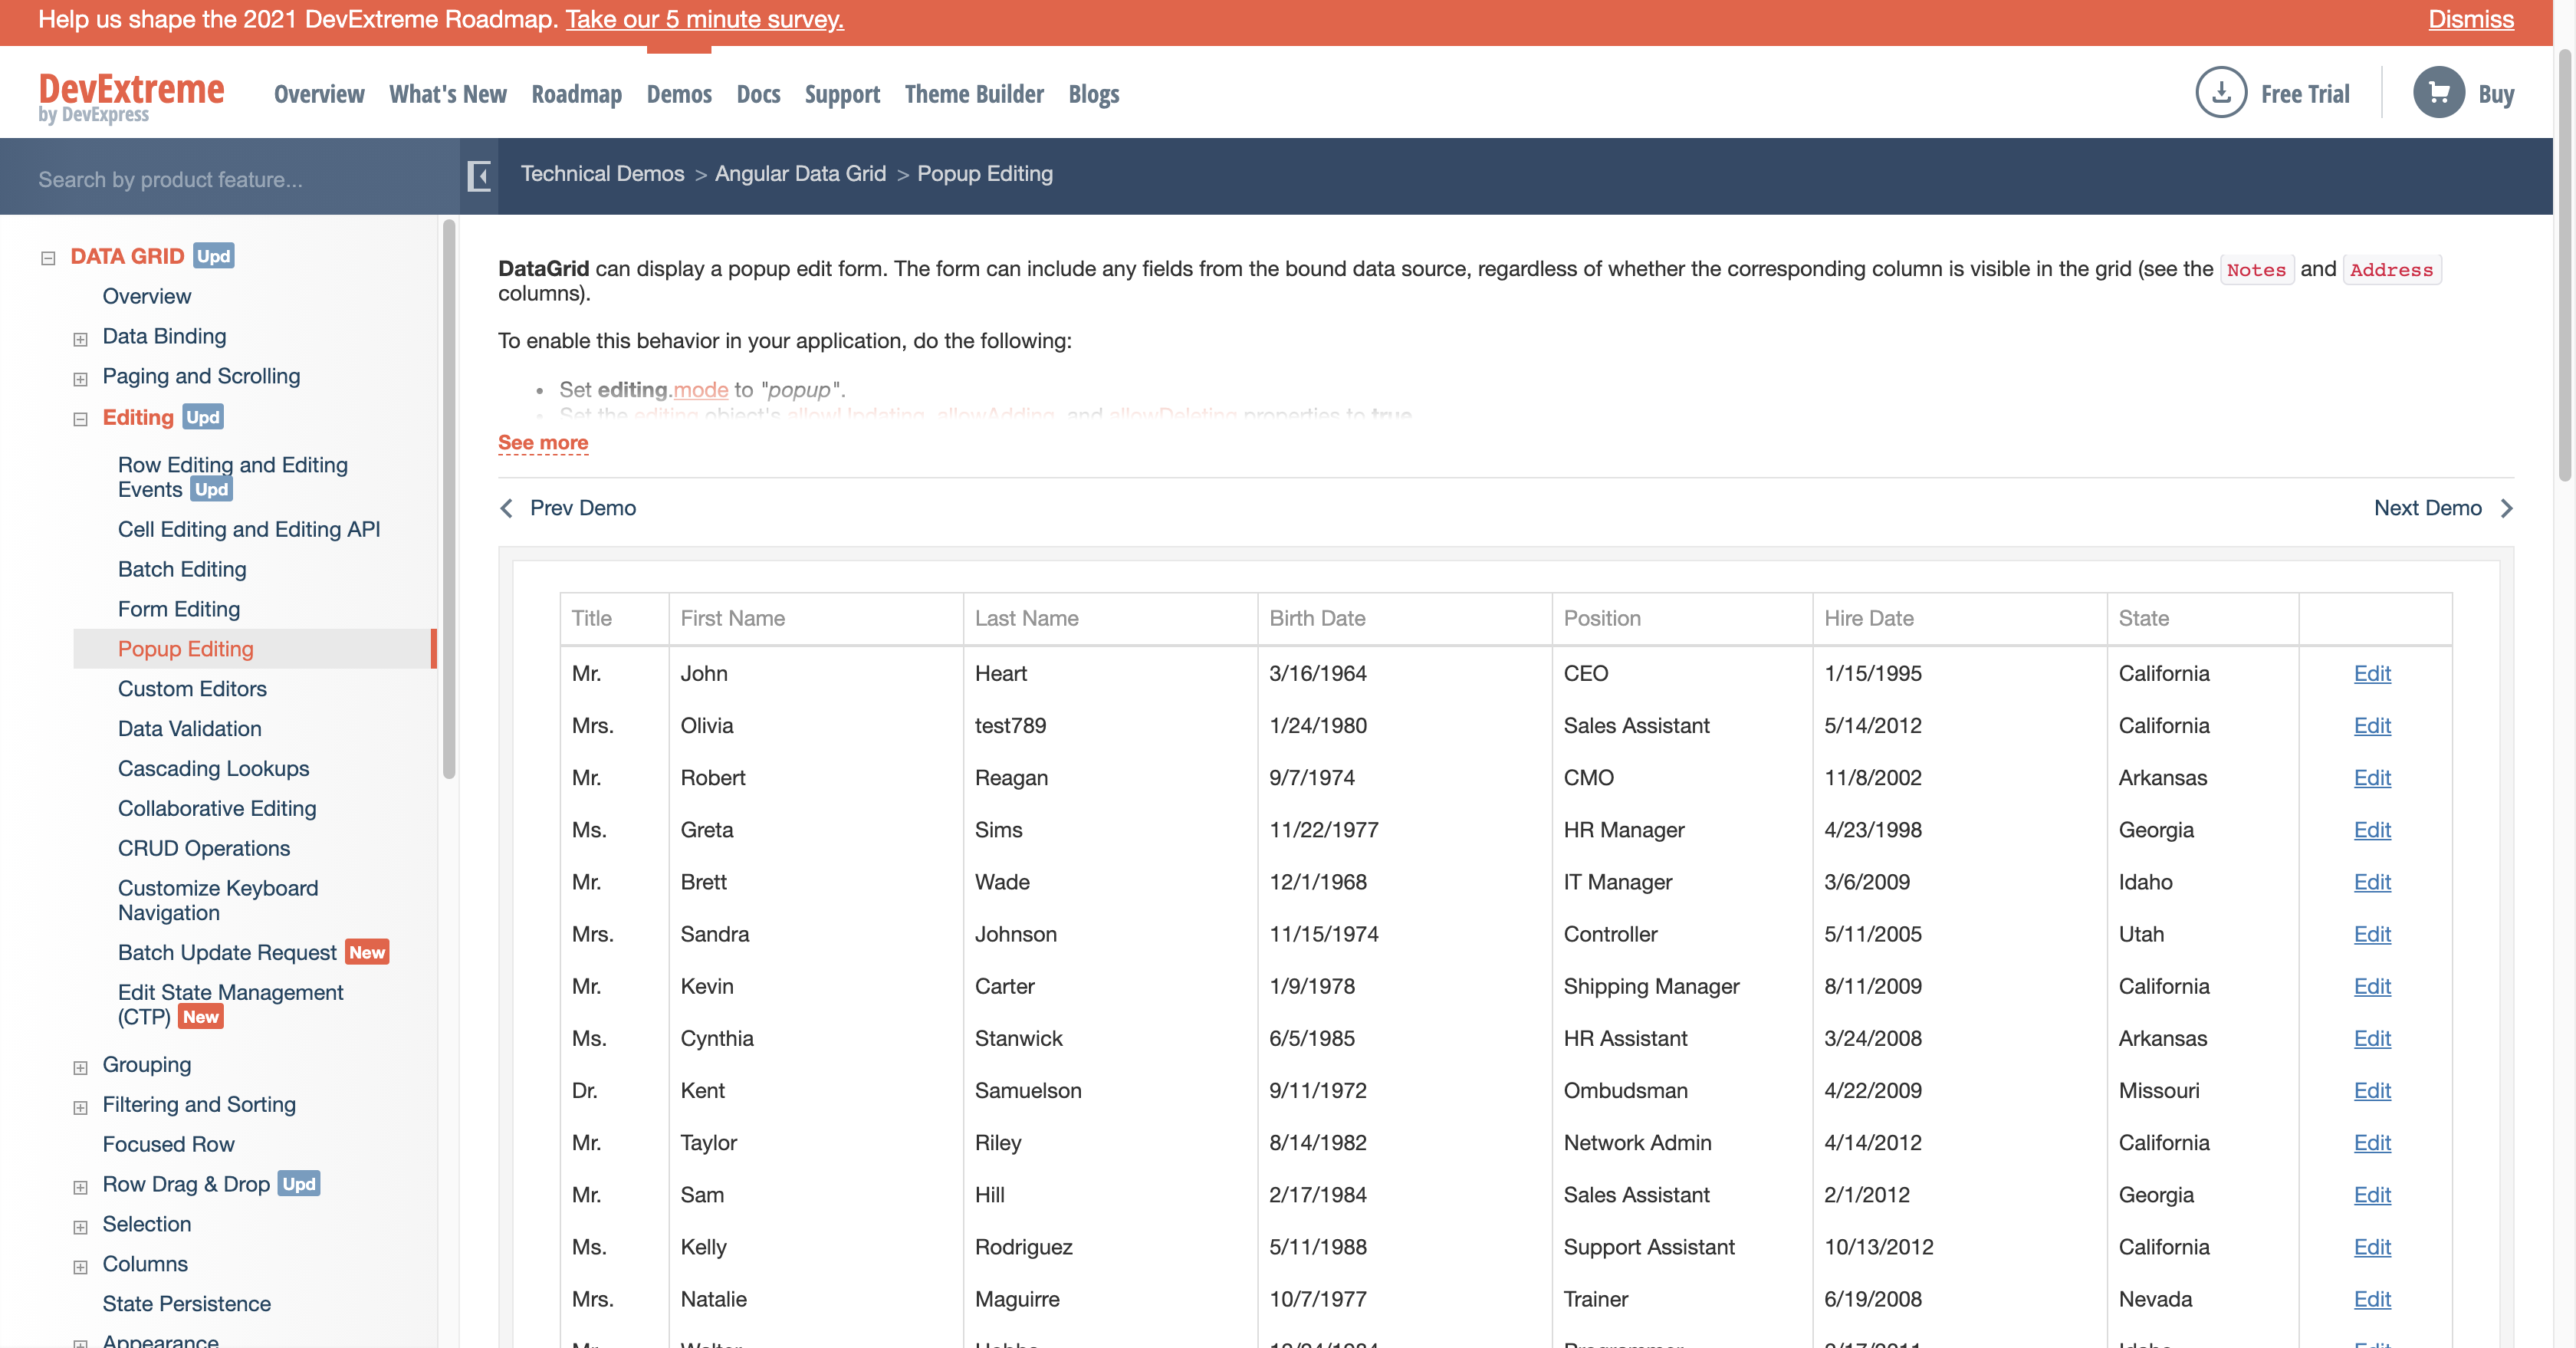 Help us shape the 2021 DevExtreme Roadmap. Take our 5 minute survey. Dismiss
DevExtreme
by DevExpress
Overview What's New Roadmap Demos Docs Support Theme Builder Blogs Free Trial Buy
Search by product feature...
Technical Demos > Angular Data Grid > Popup Editing
DATA GRID Upd
Overview
Data Binding
Paging and Scrolling
Editing Upd
Row Editing and Editing
Events Upd
Cell Editing and Editing API
Batch Editing
Form Editing
Popup Editing
Custom Editors
Data Validation
Cascading Lookups
Collaborative Editing
CRUD Operations
Customize Keyboard
Navigation
Batch Update Request New
Edit State Management
(CTP) New
Grouping
Filtering and Sorting
Focused Row
Row Drag & Drop Upd
Selection
Columns
State Persistence
Appearance
DataGrid can display a popup edit form. The form can include any fields from the bound data source, regardless of whether the corresponding column is visible in the grid (see the Notes and Address
columns).
To enable this behavior in your application, do the following:
• Set editing.mode to "popup".
• Set the editing object's allowUpdating, allowAdding, and allowDeleting properties to true
See more
Prev Demo Next Demo
Title First Name Last Name Birth Date Position Hire Date State
Mr. John Heart 3/16/1964 CEO 1/15/1995 California Edit
Mrs. Olivia test789 1/24/1980 Sales Assistant 5/14/2012 California Edit
Mr. Robert Reagan 9/7/1974 CMO 11/8/2002 Arkansas Edit
Ms. Greta Sims 11/22/1977 HR Manager 4/23/1998 Georgia Edit
Mr. Brett Wade 12/1/1968 IT Manager 3/6/2009 Idaho Edit
Mrs. Sandra Johnson 11/15/1974 Controller 5/11/2005 Utah Edit
Mr. Kevin Carter 1/9/1978 Shipping Manager 8/11/2009 California Edit
Ms. Cynthia Stanwick 6/5/1985 HR Assistant 3/24/2008 Arkansas Edit
Dr. Kent Samuelson 9/11/1972 Ombudsman 4/22/2009 Missouri Edit
Mr. Taylor Riley 8/14/1982 Network Admin 4/14/2012 California Edit
Mr. Sam Hill 2/17/1984 Sales Assistant 2/1/2012 Georgia Edit
Ms. Kelly Rodriguez 5/11/1988 Support Assistant 10/13/2012 California Edit
Mrs. Natalie Maguirre 10/7/1977 Trainer 6/19/2008 Nevada Edit